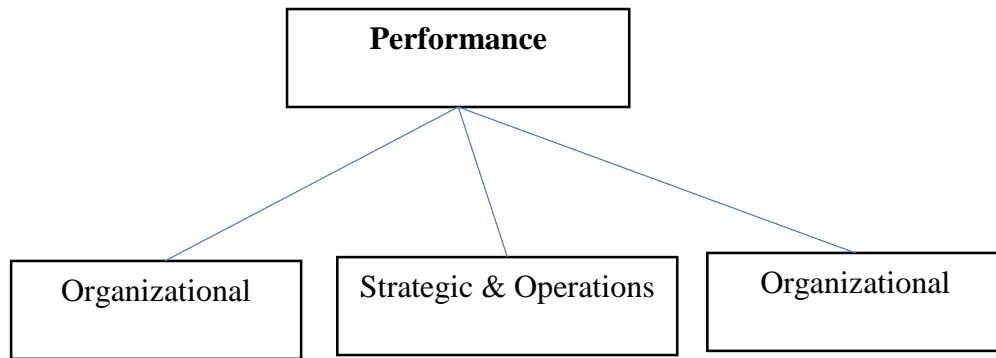 Performance
Organizational
Strategic & Operations
Organizational